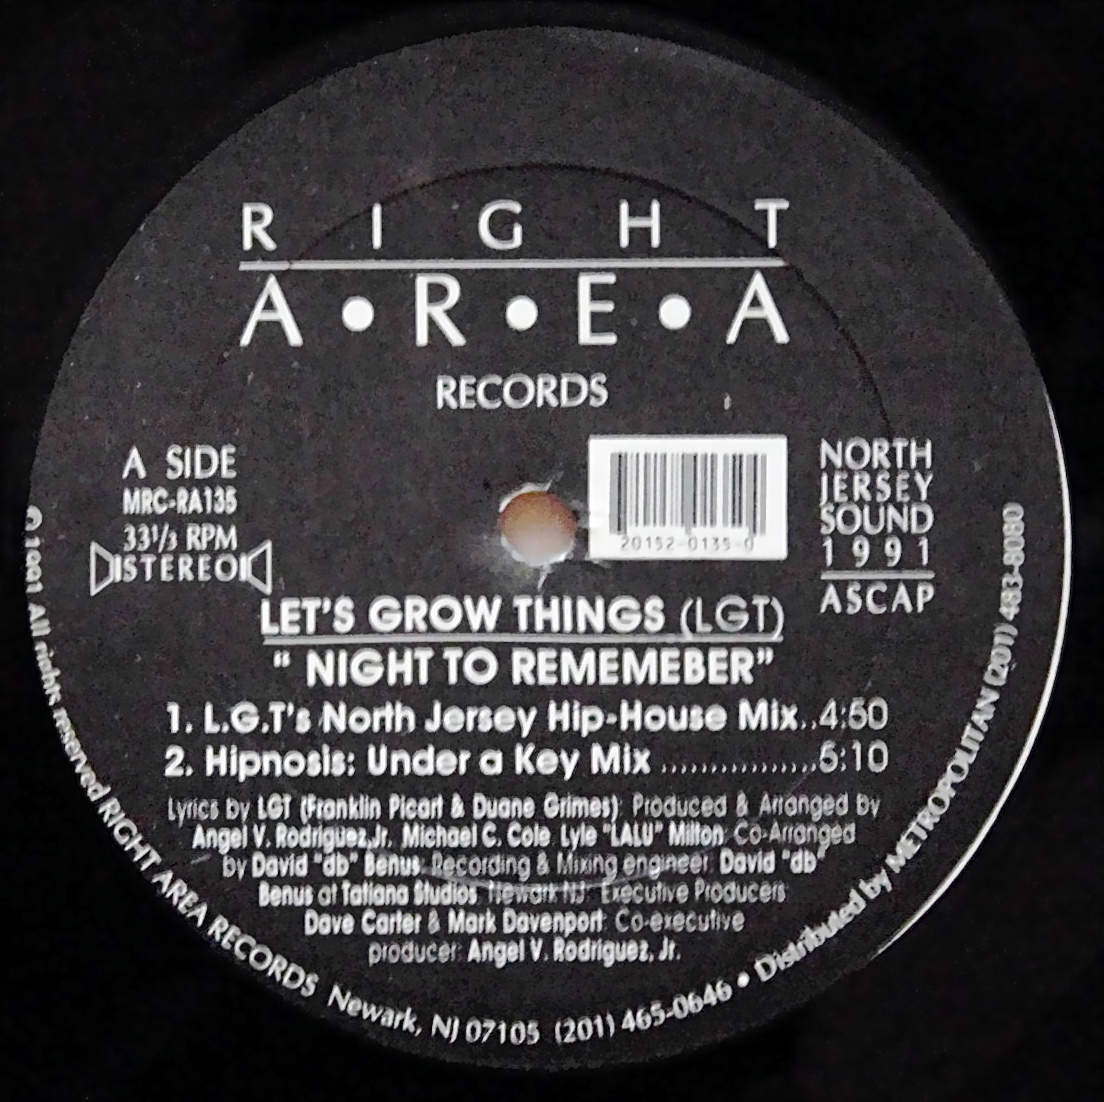 RIGHT
A•R•E•A
RECORDS
A SIDE
MRC-RA135
33⅓ RPM
STEREO
20152-0135-0
NORTH
JERSEY
SOUND
1991
ASCAP
LET'S GROW THINGS (LGT)
" NIGHT TO REMEMEBER"
1. L.G.T's North Jersey Hip-House Mix..4:50
2. Hipnosis: Under a Key Mix ................5:10
Lyrics by LGT (Franklin Picart & Duane Grimes): Produced & Arranged by
Angel V. Rodriguez,Jr. Michael C. Cole, Lyle "LALU" Milton: Co-Arranged
by David "db" Benus: Recording & Mixing engineer: David "db"
Benus at Tatiana Studios, Newark NJ: Executive Producers
Dave Carter & Mark Davenport: Co-executive
producer: Angel V. Rodriguez, Jr.
© 1991 All rights reserved RIGHT AREA RECORDS Newark, NJ 07105 (201) 465-0646 • Distributed by METROPOLITAN (201) 483-8080